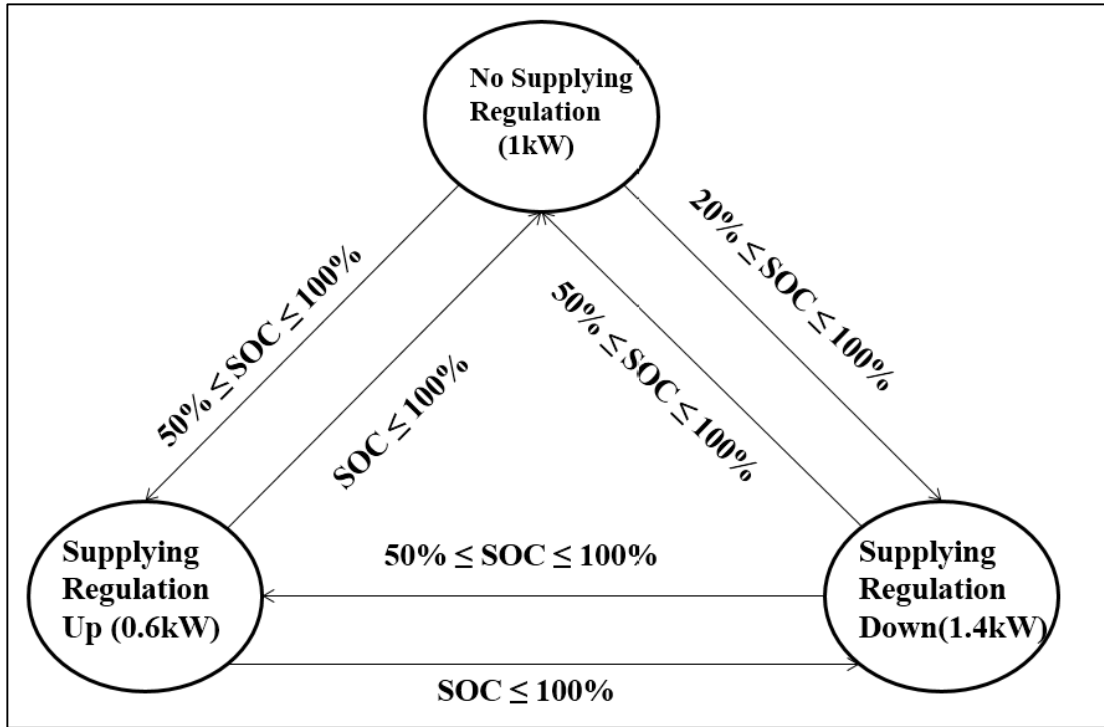 No Supplying
Regulation
(1kW)
50% ≤ SOC ≤ 100%
SOC ≤ 100%
50% ≤ SOC ≤ 100%
20% ≤ SOC ≤ 100%
Supplying
Regulation
Up (0.6kW)
50% ≤ SOC ≤ 100%
SOC ≤ 100%
Supplying
Regulation
Down(1.4kW)